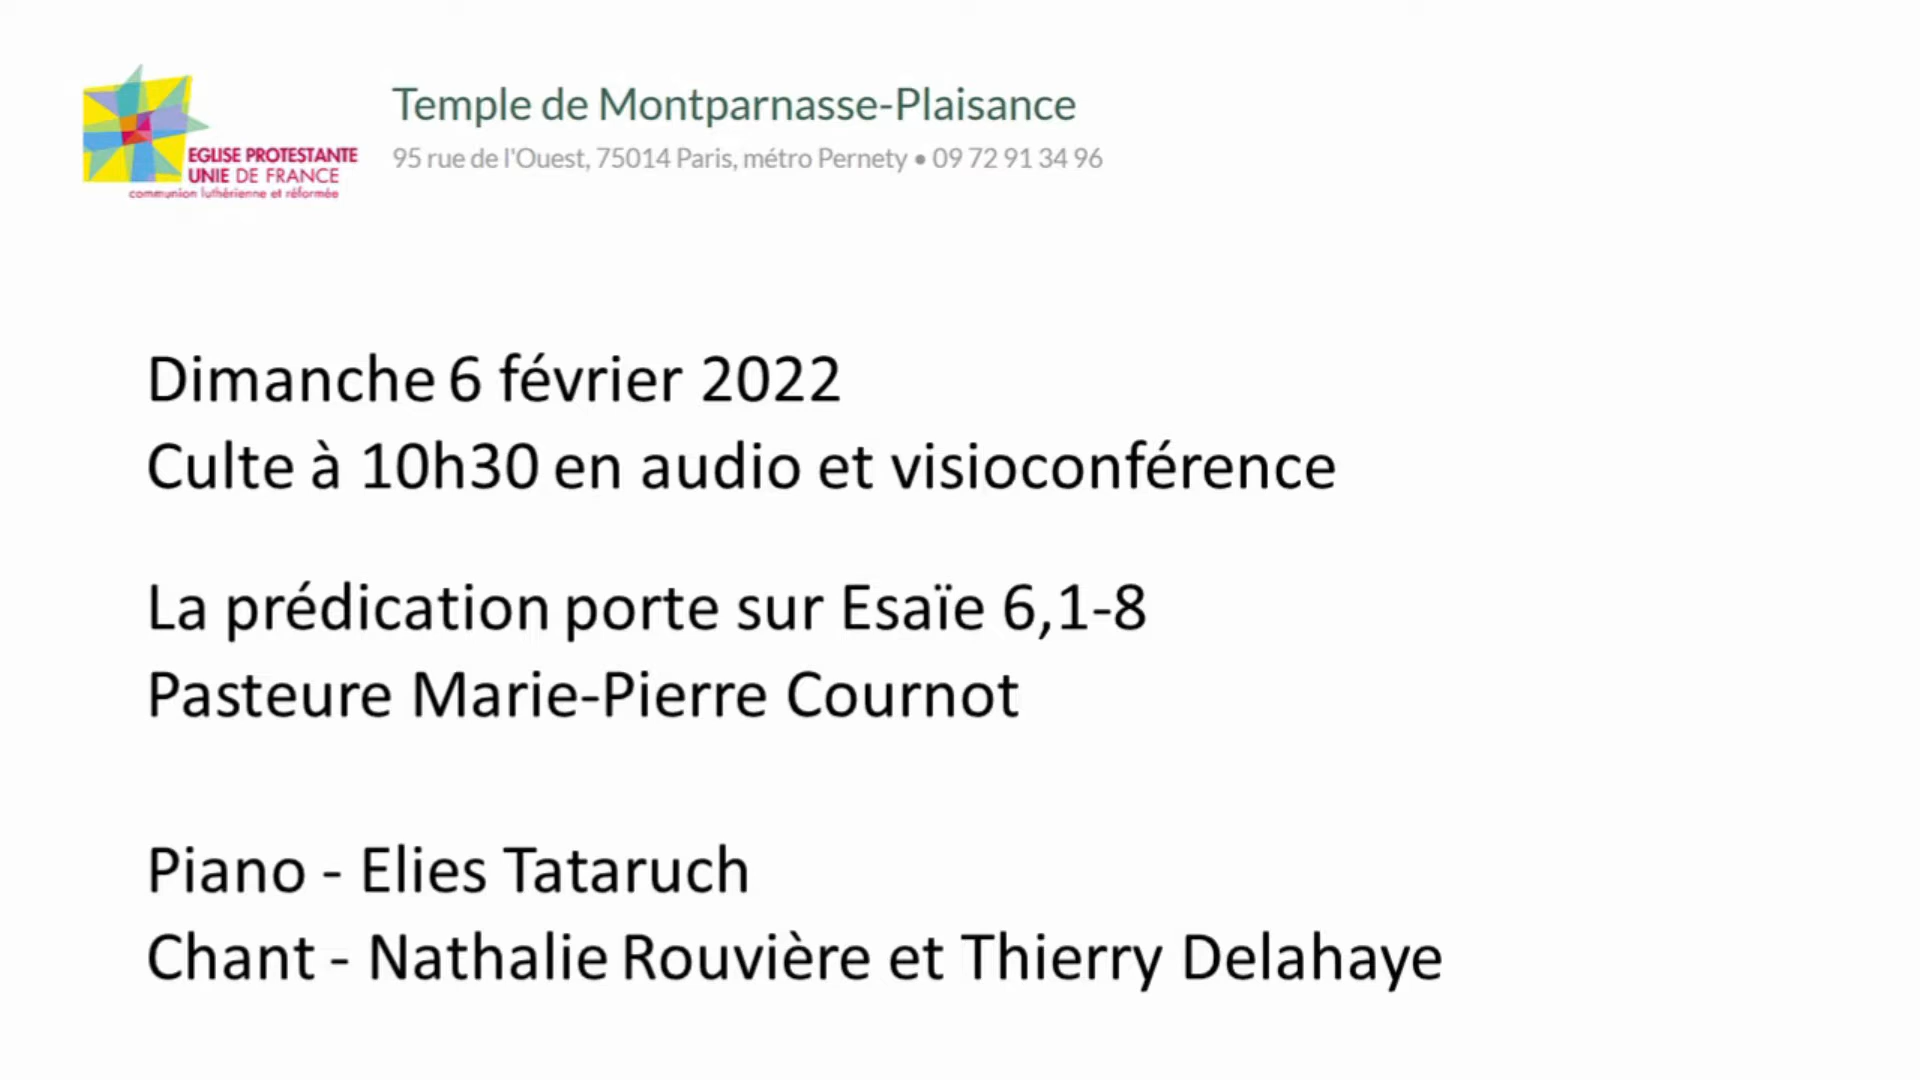 Temple de Montparnasse-Plaisance
95 rue de l'Ouest, 75014 Paris, métro Pernety • 09 72 91 34 96
EGLISE PROTESTANTE
UNIE DE FRANCE
communion luthérienne et réformée
Dimanche 6 février 2022
Culte à 10h30 en audio et visioconférence
La prédication porte sur Esaïe 6,1-8
Pasteure Marie-Pierre Cournot
Piano - Elies Tataruch
Chant - Nathalie Rouvière et Thierry Delahaye